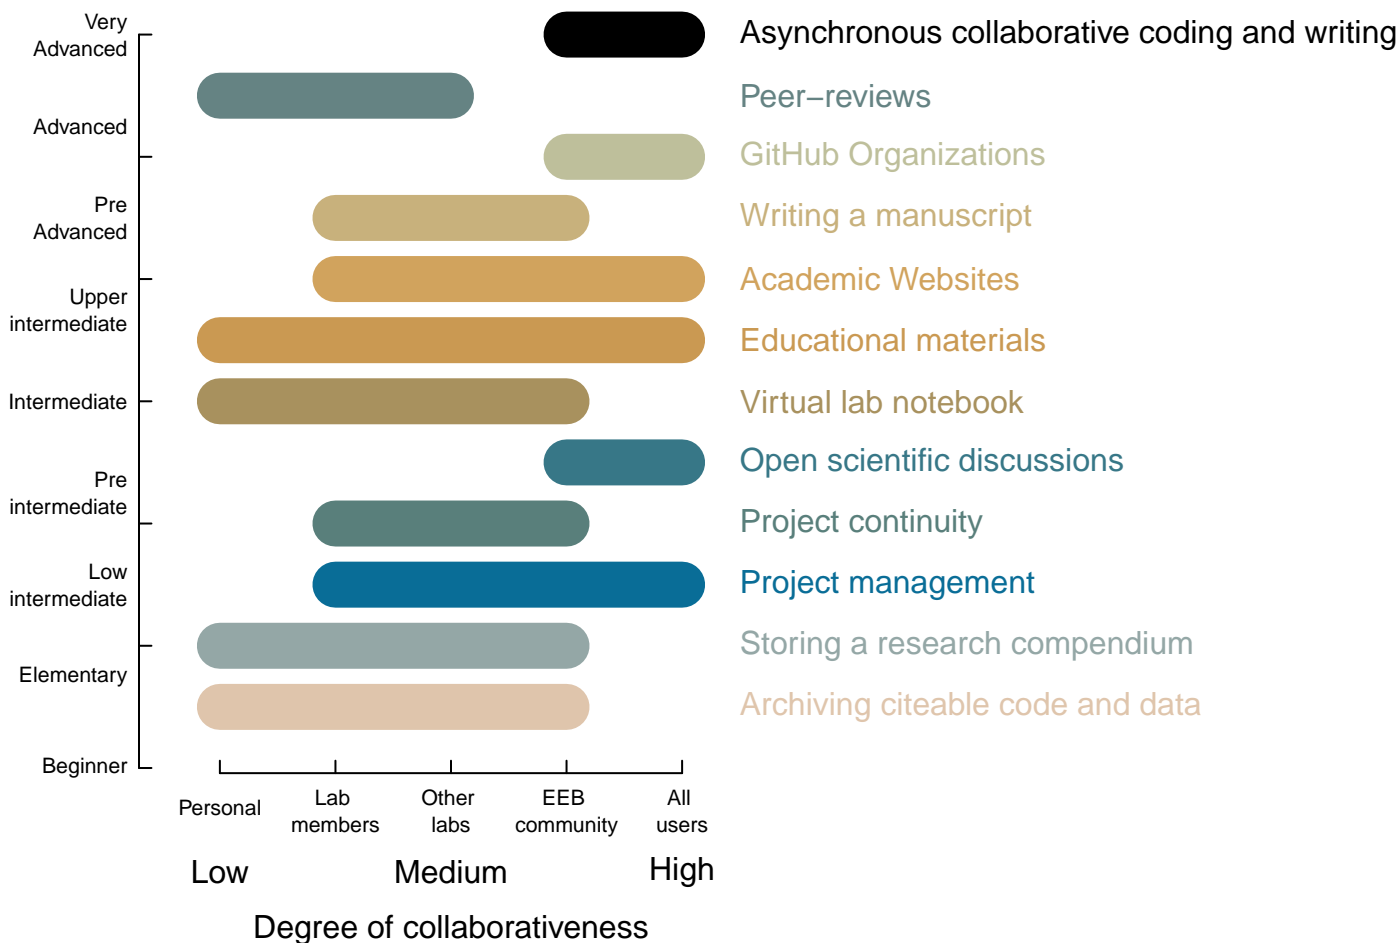 Very
Advanced
Advanced
Pre
Advanced
Upper
intermediate
Intermediate
Pre
intermediate
Low
intermediate
Elementary
Beginner
Asynchronous collaborative coding and writing
Peer−reviews
GitHub Organizations
Writing a manuscript
Academic Websites
Educational materials
Virtual lab notebook
Open scientific discussions
Project continuity
Project management
Storing a research compendium
Archiving citeable code and data
Personal
Lab
members
Other
labs
EEB
community
All
users
Low
Medium
High
Degree of collaborativeness